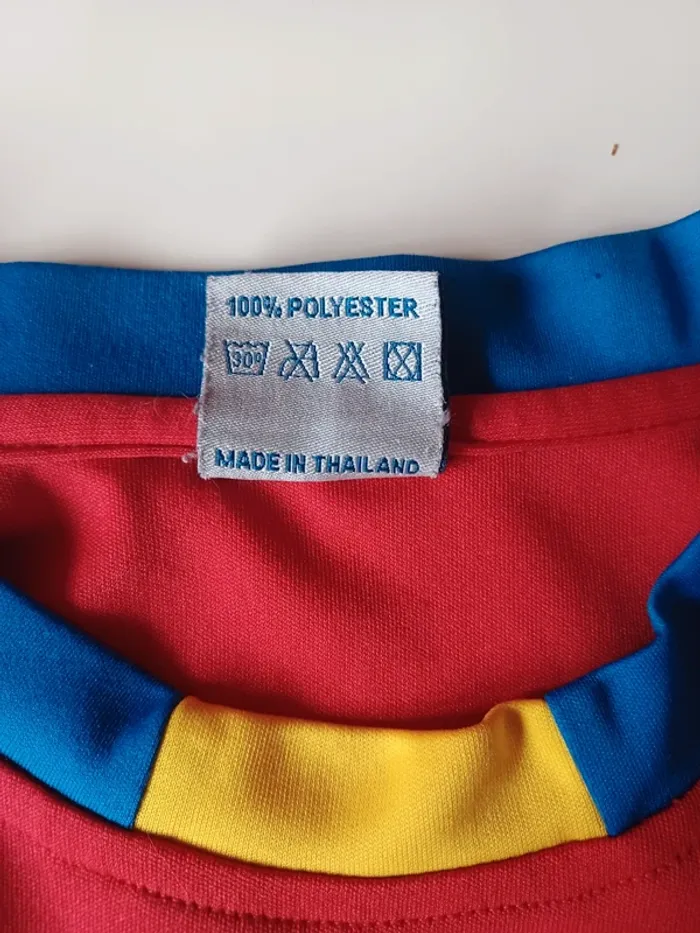 100% POLYESTER
30°
MADE IN THAILAND